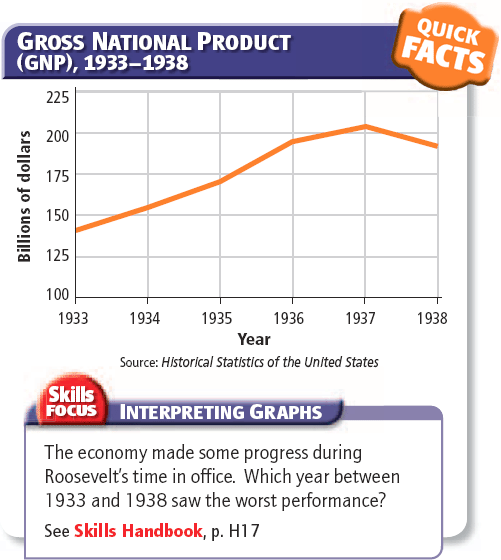 QUICK
FACTS
GROSS NATIONAL PRODUCT
(GNP), 1933–1938
Billions of dollars
225
200
175
150
125
100
1933 1934 1935 1936 1937 1938
Year
Source: Historical Statistics of the United States
Skills
FOCUS
INTERPRETING GRAPHS
The economy made some progress during
Roosevelt's time in office. Which year between
1933 and 1938 saw the worst performance?
See Skills Handbook, p. H17